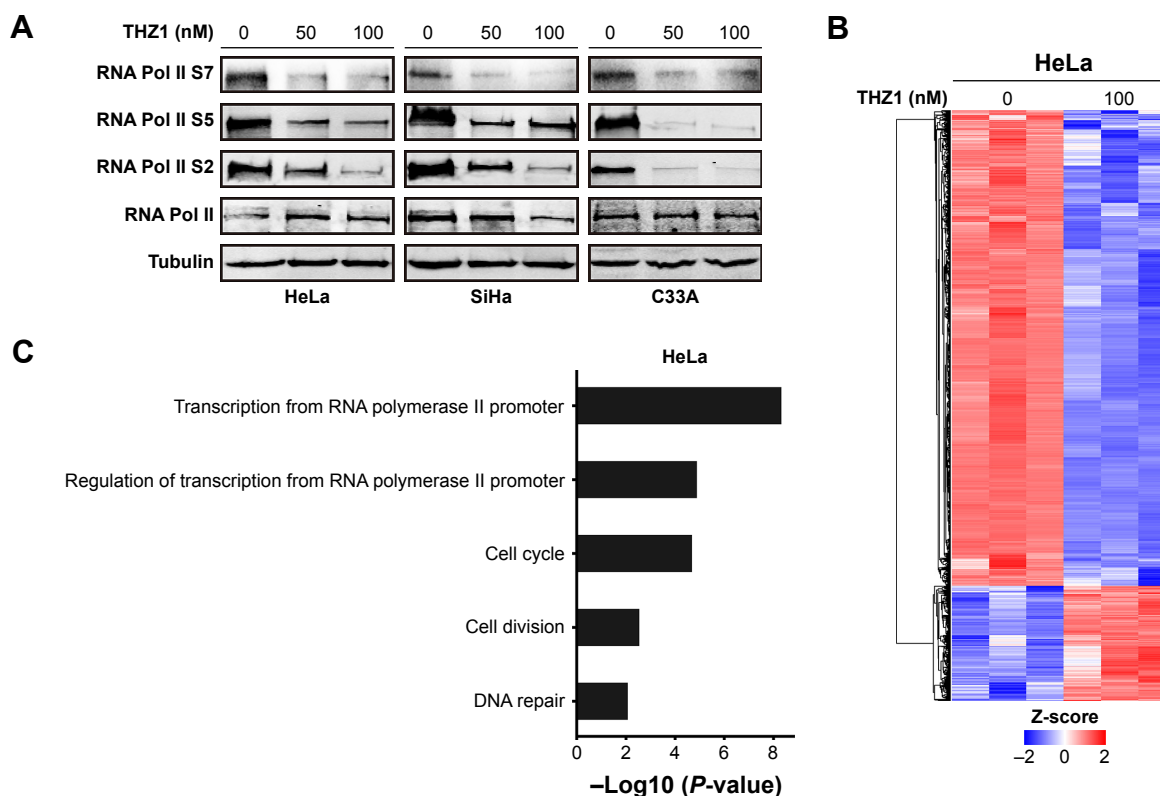 A
THZ1 (nM) 0 50 100 0 50 100 0 50 100
RNA Pol II S7
RNA Pol II S5
RNA Pol II S2
RNA Pol II
Tubulin
HeLa SiHa C33A
B
HeLa
THZ1 (nM) 0 100
Z-score
–2 0 2
C
HeLa
Transcription from RNA polymerase II promoter
Regulation of transcription from RNA polymerase II promoter
Cell cycle
Cell division
DNA repair
0 2 4 6 8
–Log10 (P-value)